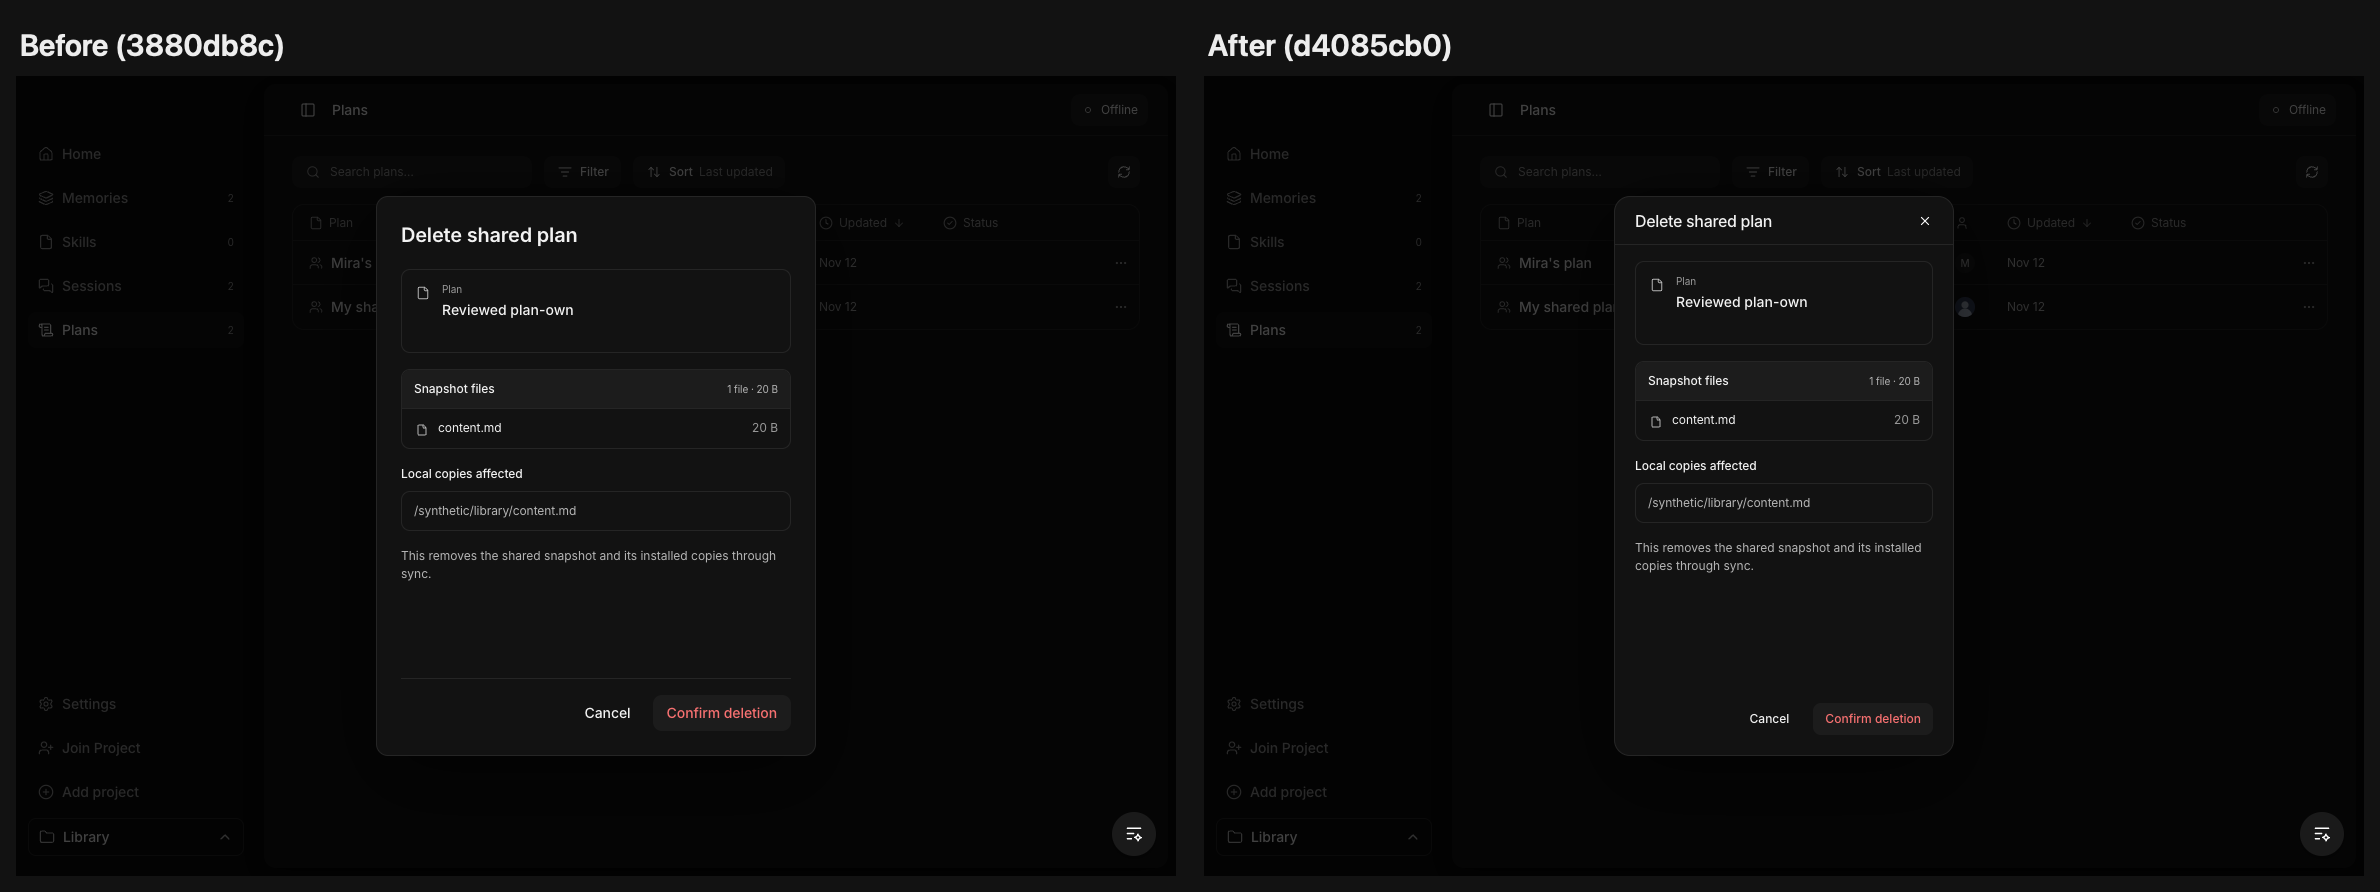 Before (3880db8c)
Plans
Offline
Home
Memories 2
Skills 0
Sessions 2
Plans 2
Search plans...
Filter
Sort Last updated
Plan
Updated
Status
Mira's
Nov 12
My sha
Nov 12
Delete shared plan
Plan
Reviewed plan-own
Snapshot files
1 file · 20 B
content.md
20 B
Local copies affected
/synthetic/library/content.md
This removes the shared snapshot and its installed copies through
sync.
Cancel
Confirm deletion
Settings
Join Project
Add project
Library
After (d4085cb0)
Plans
Offline
Home
Memories 2
Skills 0
Sessions 2
Plans 2
Search plans...
Filter
Sort Last updated
Plan
Updated
Status
Mira's plan
M
Nov 12
My shared pla
Nov 12
Delete shared plan
Plan
Reviewed plan-own
Snapshot files
1 file · 20 B
content.md
20 B
Local copies affected
/synthetic/library/content.md
This removes the shared snapshot and its installed
copies through sync.
Cancel
Confirm deletion
Settings
Join Project
Add project
Library